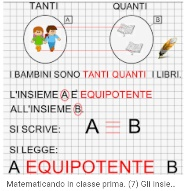 TANTI QUANTI
A B
I BAMBINI SONO TANTI QUANTI I LIBRI.
L'INSIEME A È EQUIPOTENTE
ALL'INSIEME B.
SI SCRIVE: A ≡ B
SI LEGGE:
A EQUIPOTENTE B
Matematicando in classe prima. (7) Gli insie...